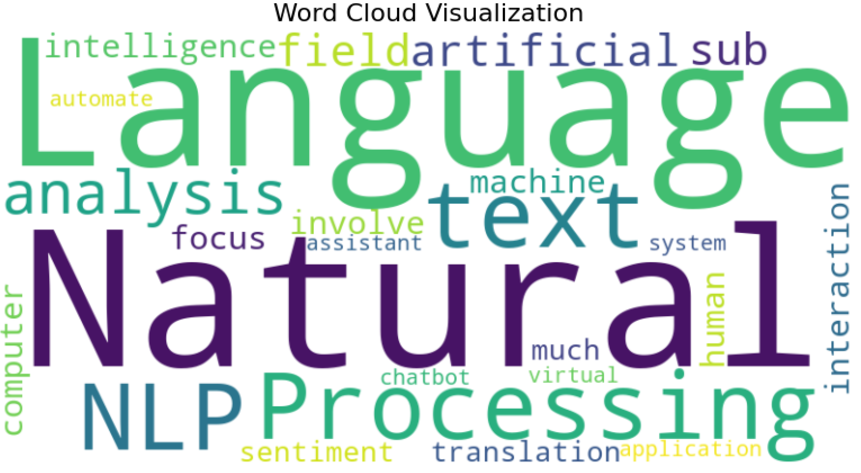 Word Cloud Visualization
intelligence field artificial sub
Language
automate
analysis
machine
text
involve
focus
assistant
system
interaction
Natural
human
computer
much
chatbot
virtual
NLP
Processing
sentiment
translation
application